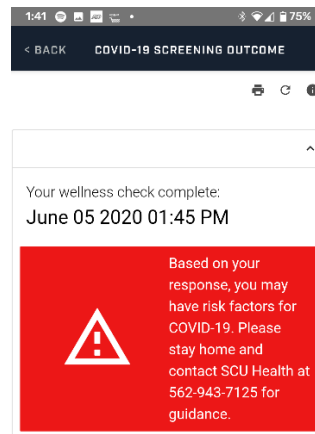 1:41 75%
< BACK COVID-19 SCREENING OUTCOME
Your wellness check complete:
June 05 2020 01:45 PM
Based on your
response, you may
have risk factors for
COVID-19. Please
stay home and
contact SCU Health at
562-943-7125 for
guidance.